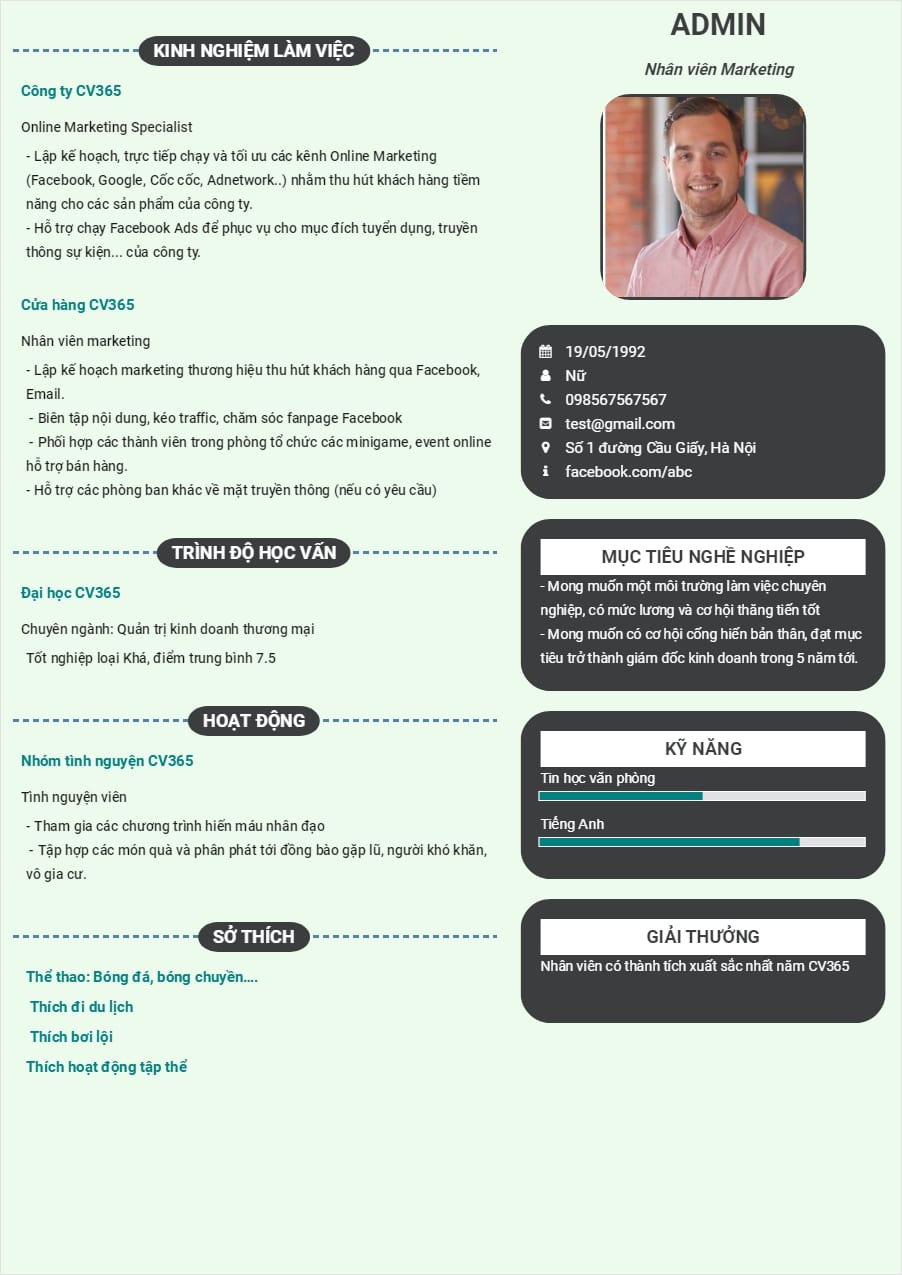 KINH NGHIỆM LÀM VIỆC
Công ty CV365
Online Marketing Specialist
- Lập kế hoạch, trực tiếp chạy và tối ưu các kênh Online Marketing
(Facebook, Google, Cốc cốc, Adnetwork..) nhằm thu hút khách hàng tiềm
năng cho các sản phẩm của công ty.
- Hỗ trợ chạy Facebook Ads để phục vụ cho mục đích tuyển dụng, truyền
thông sự kiện... của công ty.
Cửa hàng CV365
Nhân viên marketing
- Lập kế hoạch marketing thương hiệu thu hút khách hàng qua Facebook,
Email.
- Biên tập nội dung, kéo traffic, chăm sóc fanpage Facebook
- Phối hợp các thành viên trong phòng tổ chức các minigame, event online
hỗ trợ bán hàng.
- Hỗ trợ các phòng ban khác về mặt truyền thông (nếu có yêu cầu)
TRÌNH ĐỘ HỌC VẤN
Đại học CV365
Chuyên ngành: Quản trị kinh doanh thương mại
Tốt nghiệp loại Khá, điểm trung bình 7.5
HOẠT ĐỘNG
Nhóm tình nguyện CV365
Tình nguyện viên
- Tham gia các chương trình hiến máu nhân đạo
- Tập hợp các món quà và phân phát tới đồng bào gặp lũ, người khó khăn,
vô gia cư.
SỞ THÍCH
Thể thao: Bóng đá, bóng chuyền....
Thích đi du lịch
Thích bơi lội
Thích hoạt động tập thể
ADMIN
Nhân viên Marketing
19/05/1992
Nữ
098567567567
test@gmail.com
Số 1 đường Cầu Giấy, Hà Nội
facebook.com/abc
MỤC TIÊU NGHỀ NGHIỆP
- Mong muốn một môi trường làm việc chuyên
nghiệp, có mức lương và cơ hội thăng tiến tốt
- Mong muốn có cơ hội cống hiến bản thân, đạt mục
tiêu trở thành giám đốc kinh doanh trong 5 năm tới.
KỸ NĂNG
Tin học văn phòng
Tiếng Anh
GIẢI THƯỞNG
Nhân viên có thành tích xuất sắc nhất năm CV365